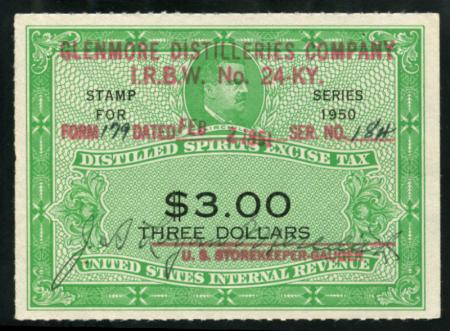 GLENMORE DISTILLERIES COMPANY
I.R.B.W. No. 24-KY.
STAMP SERIES
FOR 1950
FORM 179 DATED FEB 2 1951 SER. NO. 184
DISTILLED SPIRITS EXCISE TAX
$3.00
THREE DOLLARS
U. S. STOREKEEPER-GAUGER
UNITED STATES INTERNAL REVENUE